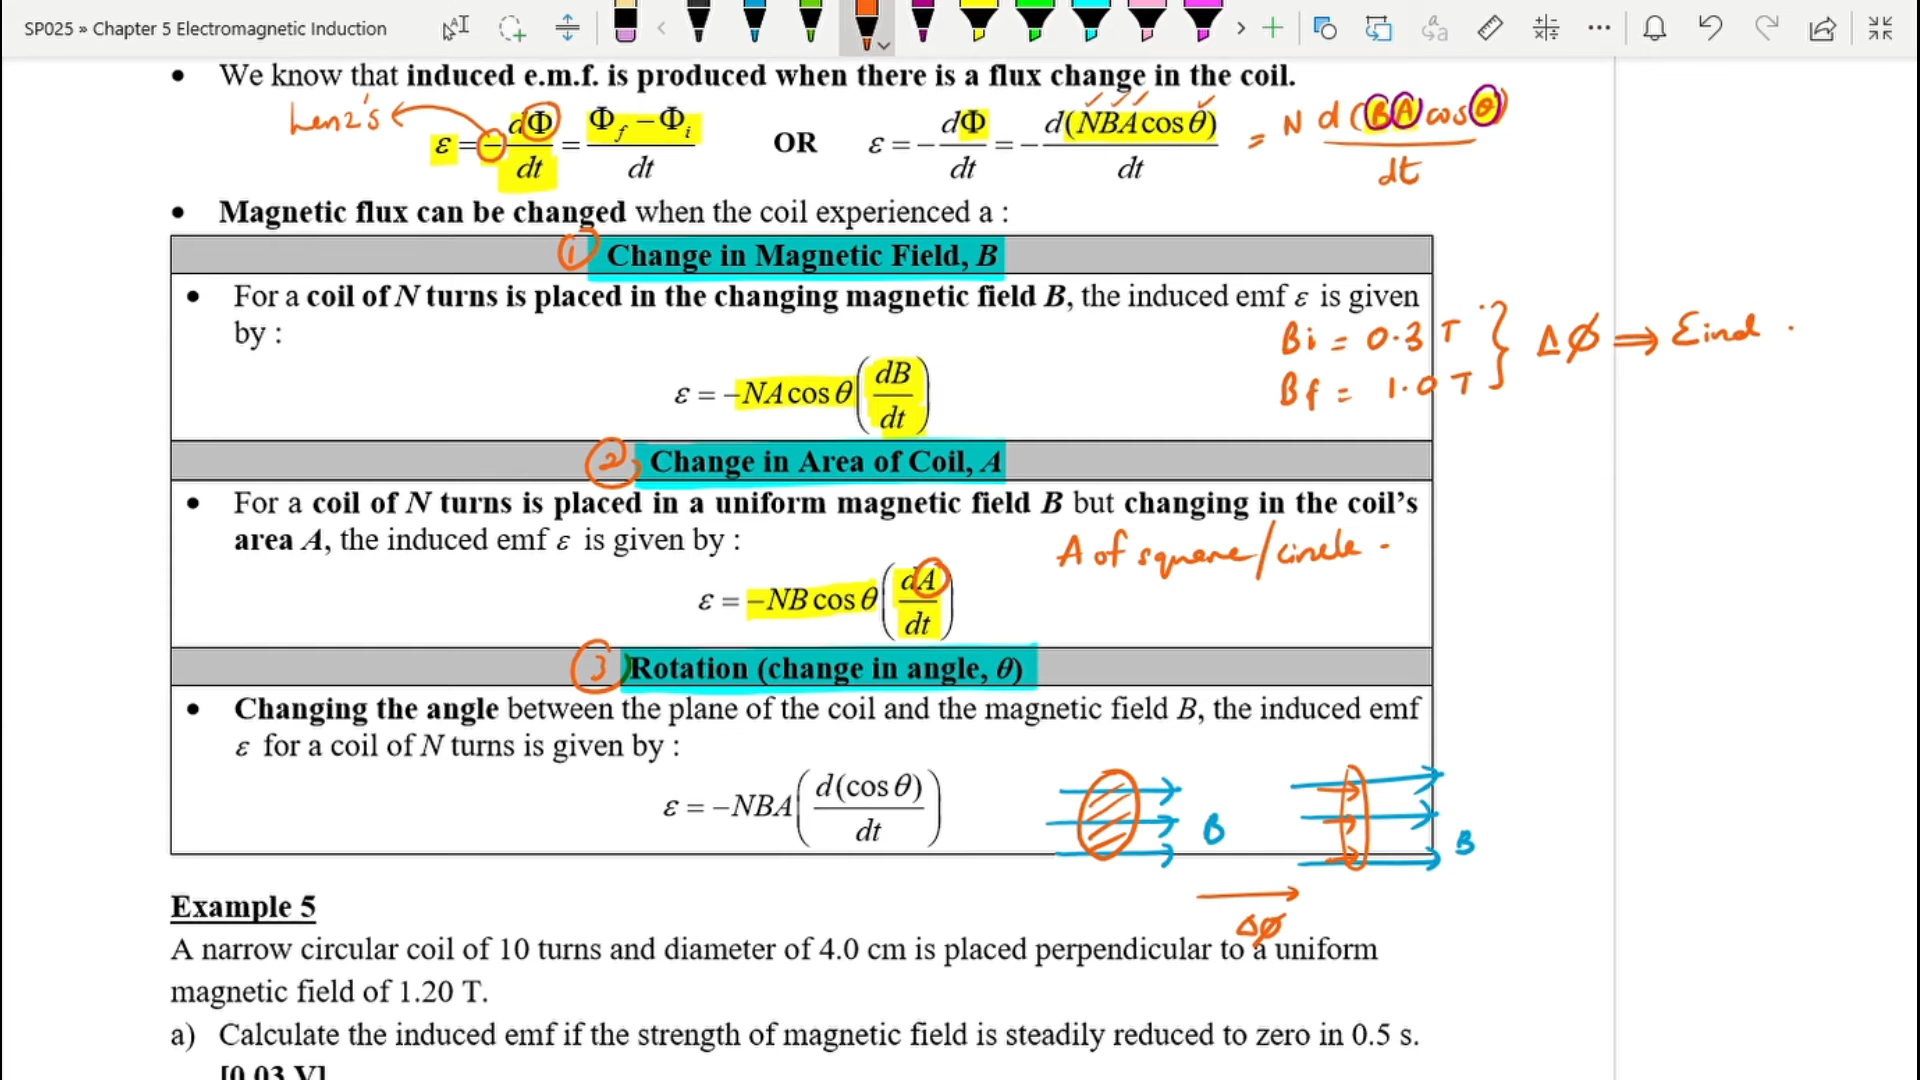 SP025 » Chapter 5 Electromagnetic Induction
• We know that induced e.m.f. is produced when there is a flux change in the coil.
Lenz's
ε = − dΦ/dt = Φf − Φi/dt OR ε = − dΦ/dt = − d(NBA cos θ)/dt = N d(BA cos θ)/dt
• Magnetic flux can be changed when the coil experienced a :
① Change in Magnetic Field, B
• For a coil of N turns is placed in the changing magnetic field B, the induced emf ε is given
by :
Bi = 0.3 T
Bf = 1.0 T } Δϕ ⇒ Eind .
ε = −NA cos θ (dB/dt)
② Change in Area of Coil, A
• For a coil of N turns is placed in a uniform magnetic field B but changing in the coil's
area A, the induced emf ε is given by :
A of square/circle -
ε = −NB cos θ (dA/dt)
③ Rotation (change in angle, θ)
• Changing the angle between the plane of the coil and the magnetic field B, the induced emf
ε for a coil of N turns is given by :
ε = −NBA (d(cos θ)/dt)
B
B
Δϕ
Example 5
A narrow circular coil of 10 turns and diameter of 4.0 cm is placed perpendicular to a uniform
magnetic field of 1.20 T.
a) Calculate the induced emf if the strength of magnetic field is steadily reduced to zero in 0.5 s.
[0.03 V]